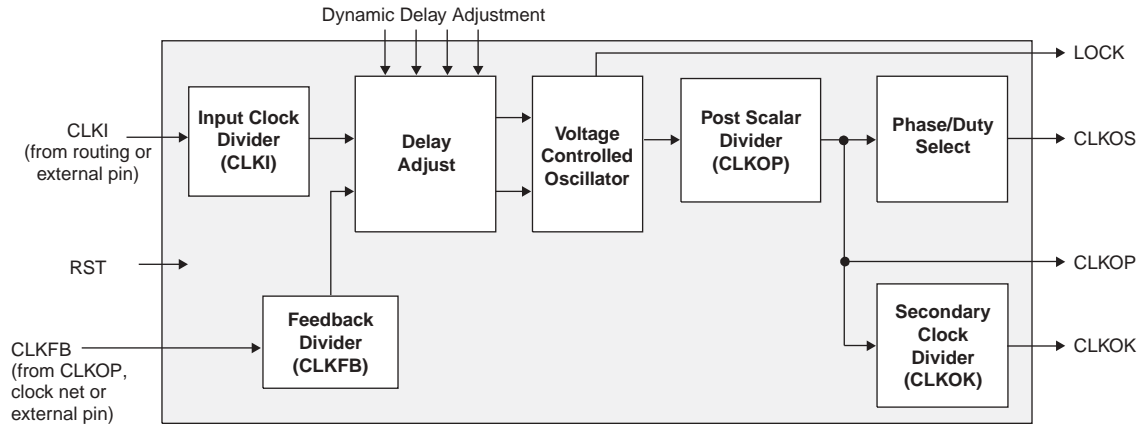 Dynamic Delay Adjustment
LOCK
Input Clock
Divider
(CLKI)
Delay
Adjust
Voltage
Controlled
Oscillator
Post Scalar
Divider
(CLKOP)
Phase/Duty
Select
CLKI
(from routing or
external pin)
CLKOS
RST
CLKOP
Feedback
Divider
(CLKFB)
Secondary
Clock
Divider
(CLKOK)
CLKFB
(from CLKOP,
clock net or
external pin)
CLKOK